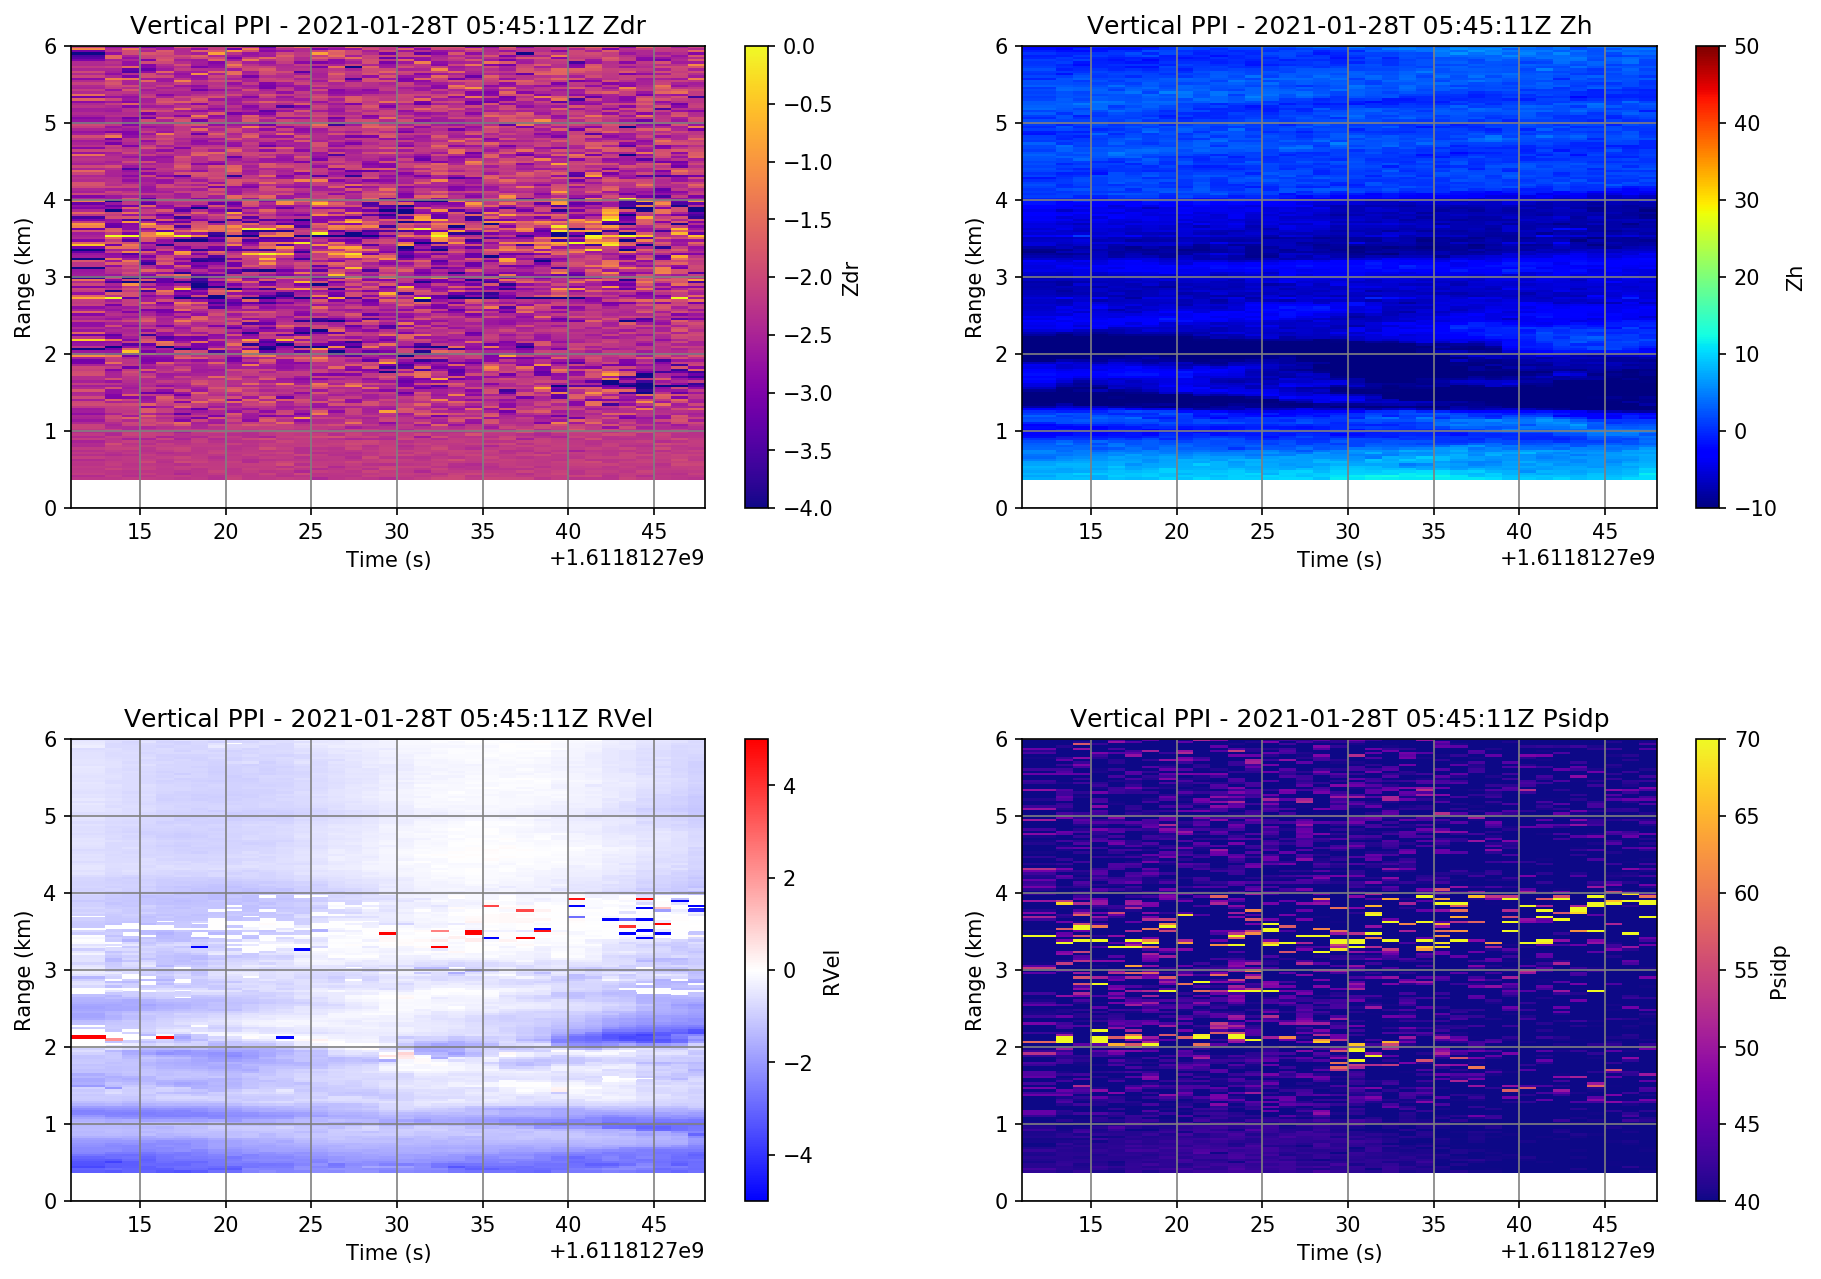 Vertical PPI - 2021-01-28T 05:45:11Z Zdr
6
5
4
3
2
1
0
Range (km)
15 20 25 30 35 40 45
Time (s)
+1.6118127e9
0.0
−0.5
−1.0
−1.5
−2.0
−2.5
−3.0
−3.5
−4.0
Zdr
Vertical PPI - 2021-01-28T 05:45:11Z Zh
6
5
4
3
2
1
0
Range (km)
15 20 25 30 35 40 45
Time (s)
+1.6118127e9
50
40
30
20
10
0
−10
Zh
Vertical PPI - 2021-01-28T 05:45:11Z RVel
6
5
4
3
2
1
0
Range (km)
15 20 25 30 35 40 45
Time (s)
+1.6118127e9
4
2
0
−2
−4
RVel
Vertical PPI - 2021-01-28T 05:45:11Z Psidp
6
5
4
3
2
1
0
Range (km)
15 20 25 30 35 40 45
Time (s)
+1.6118127e9
70
65
60
55
50
45
40
Psidp